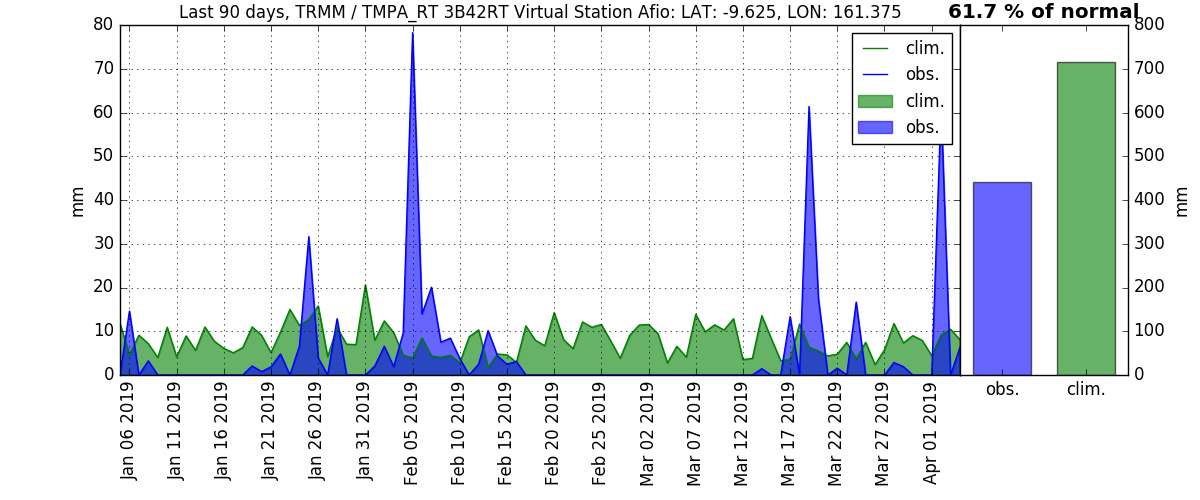 Last 90 days, TRMM / TMPA_RT 3B42RT Virtual Station Afio: LAT: -9.625, LON: 161.375
61.7 % of normal
80
70
60
50
40
30
20
10
0
mm
clim.
obs.
clim.
obs.
Jan 06 2019
Jan 11 2019
Jan 16 2019
Jan 21 2019
Jan 26 2019
Jan 31 2019
Feb 05 2019
Feb 10 2019
Feb 15 2019
Feb 20 2019
Feb 25 2019
Mar 02 2019
Mar 07 2019
Mar 12 2019
Mar 17 2019
Mar 22 2019
Mar 27 2019
Apr 01 2019
800
700
600
500
400
300
200
100
0
mm
obs.
clim.